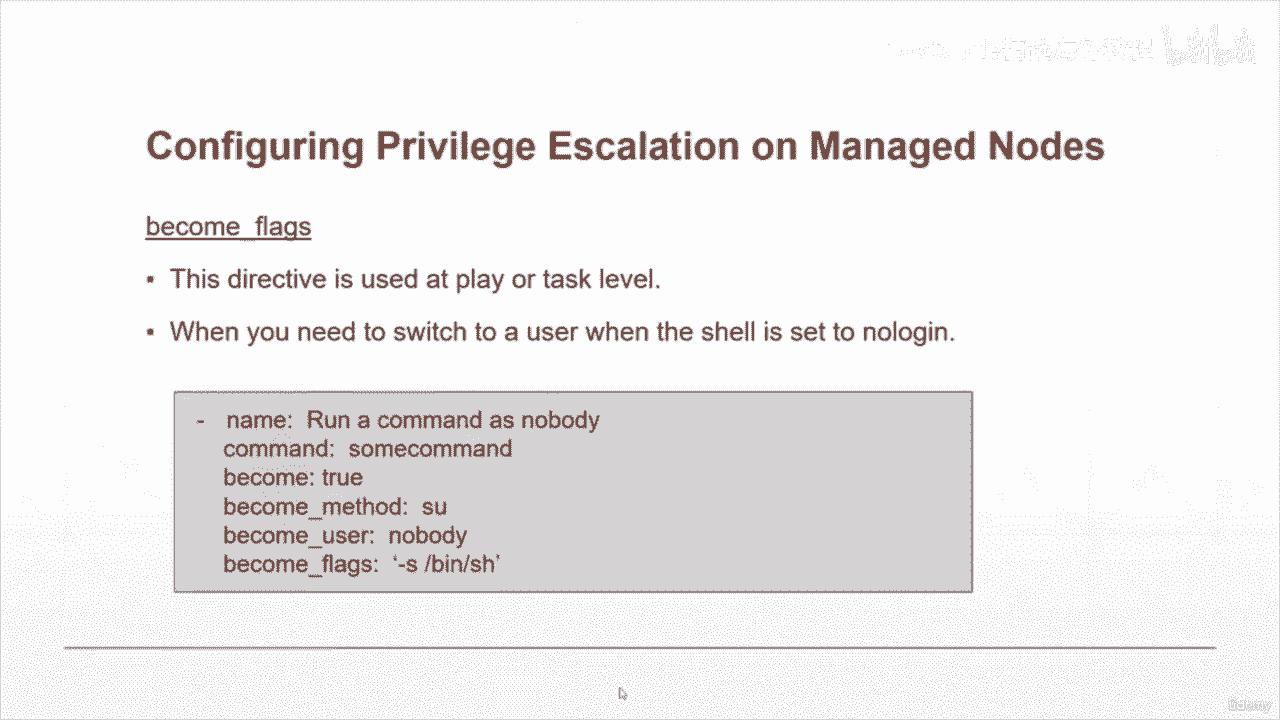 Configuring Privilege Escalation on Managed Nodes
become_flags
▪ This directive is used at play or task level.
▪ When you need to switch to a user when the shell is set to nologin.
- name: Run a command as nobody
command: somecommand
become: true
become_method: su
become_user: nobody
become_flags: ‘-s /bin/sh’
ûdemy